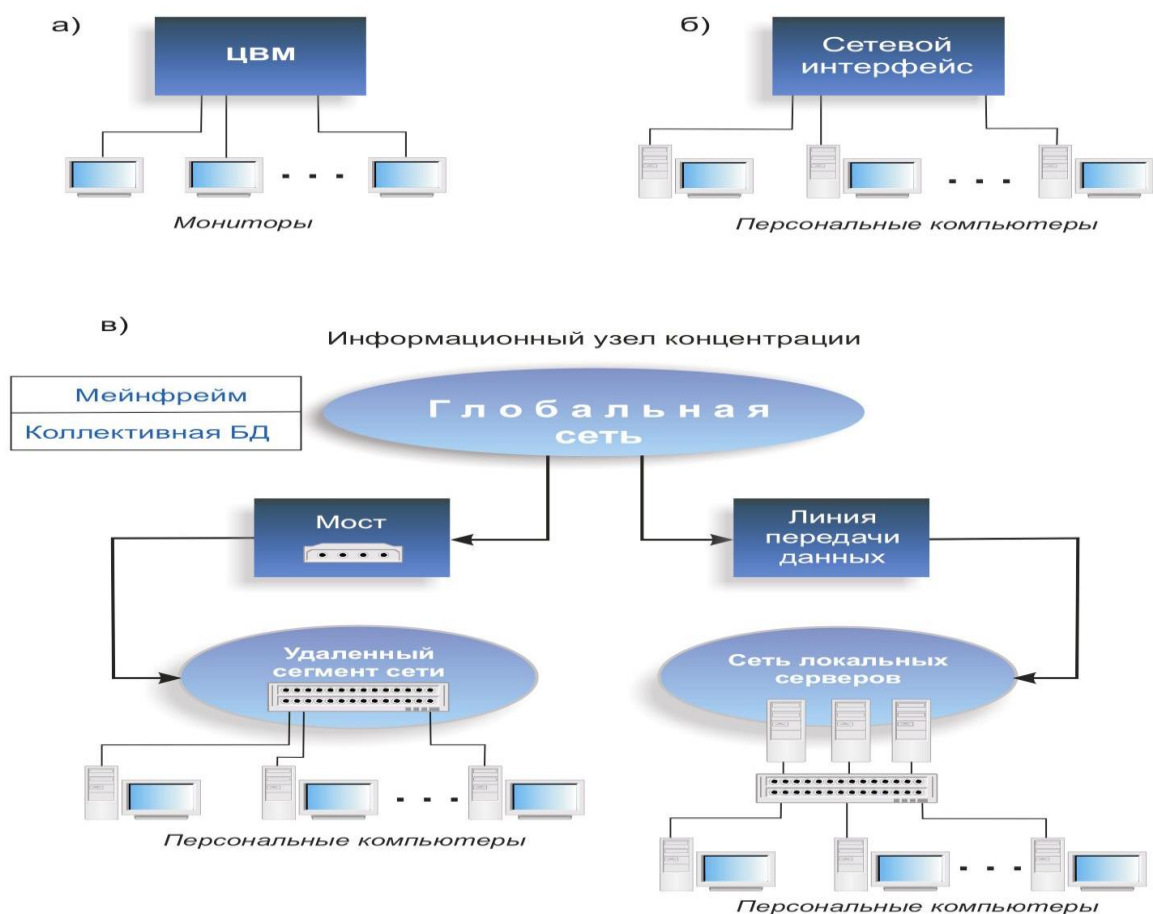 а)
ЦВМ
Мониторы
б)
Сетевой
интерфейс
Персональные компьютеры
в)
Информационный узел концентрации
Мейнфрейм
Коллективная БД
Глобальная
сеть
Мост
Линия
передачи
данных
Удаленный
сегмент сети
Персональные компьютеры
Сеть локальных
серверов
Персональные компьютеры